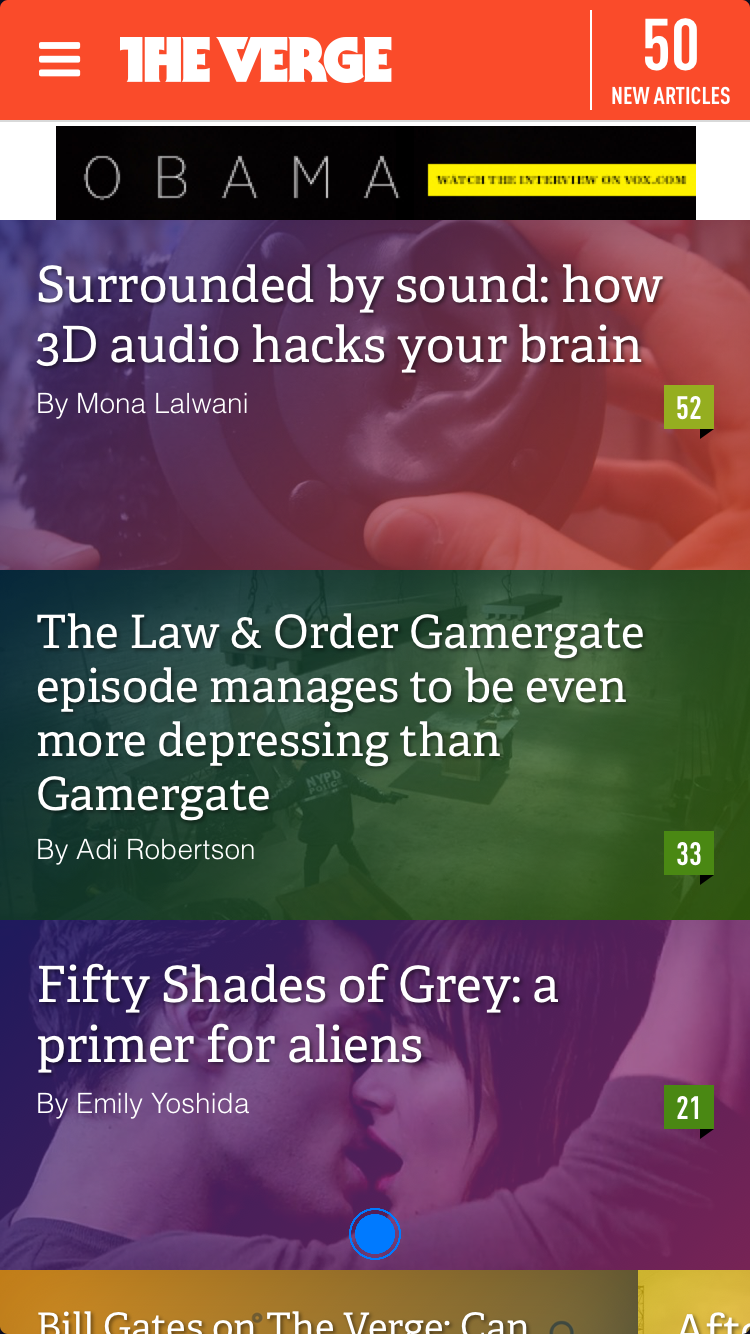 THE VERGE
50
NEW ARTICLES
OBAMA
WATCH THE INTERVIEW ON VOX.COM
Surrounded by sound: how
3D audio hacks your brain
By Mona Lalwani
52
The Law & Order Gamergate
episode manages to be even
more depressing than
Gamergate
NYPD
POLICE
By Adi Robertson
33
Fifty Shades of Grey: a
primer for aliens
By Emily Yoshida
21
Bill Gates on The Verge: Can
Afte